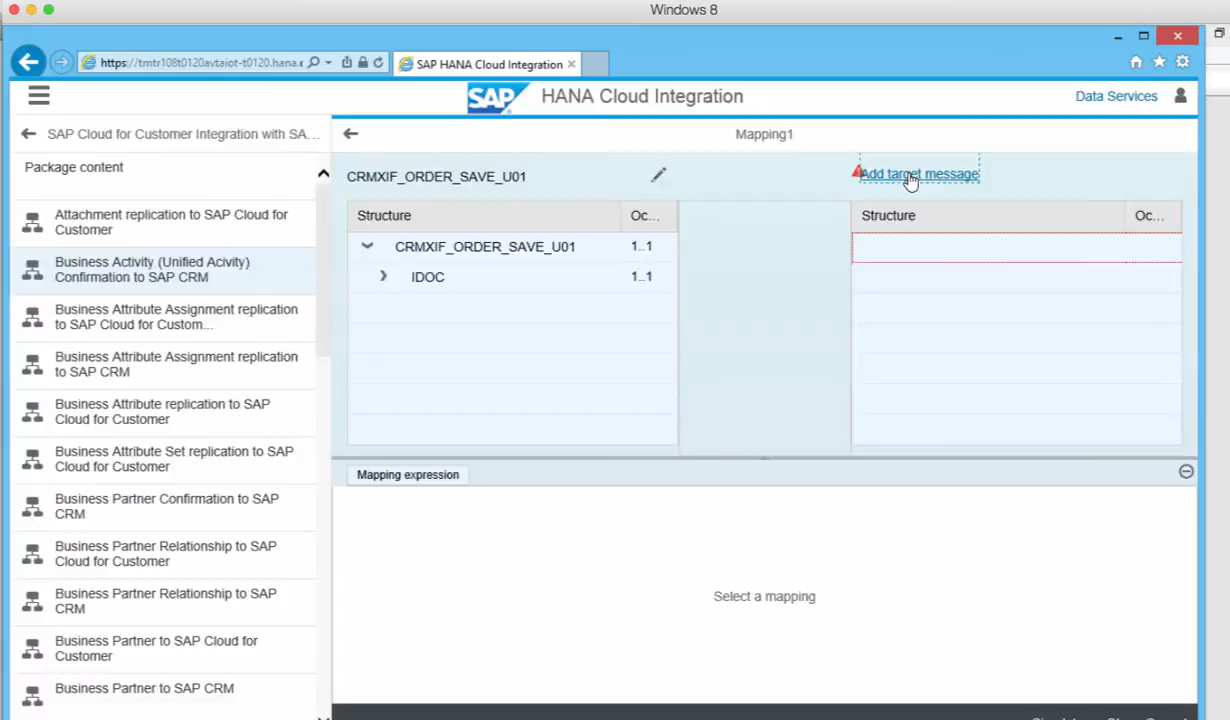 Windows 8
https://tmtr108t0120avtaiot-t0120.hana.c
SAP HANA Cloud Integration
SAP HANA Cloud Integration
Data Services
SAP Cloud for Customer Integration with SA...
Mapping1
Package content
CRMXIF_ORDER_SAVE_U01
Add target message
Structure Oc...
Structure Oc...
CRMXIF_ORDER_SAVE_U01 1..1
IDOC 1..1
Attachment replication to SAP Cloud for
Customer
Business Activity (Unified Acivity)
Confirmation to SAP CRM
Business Attribute Assignment replication
to SAP Cloud for Custom...
Business Attribute Assignment replication
to SAP CRM
Business Attribute replication to SAP
Cloud for Customer
Business Attribute Set replication to SAP
Cloud for Customer
Business Partner Confirmation to SAP
CRM
Business Partner Relationship to SAP
Cloud for Customer
Business Partner Relationship to SAP
CRM
Business Partner to SAP Cloud for
Customer
Business Partner to SAP CRM
Mapping expression
Select a mapping